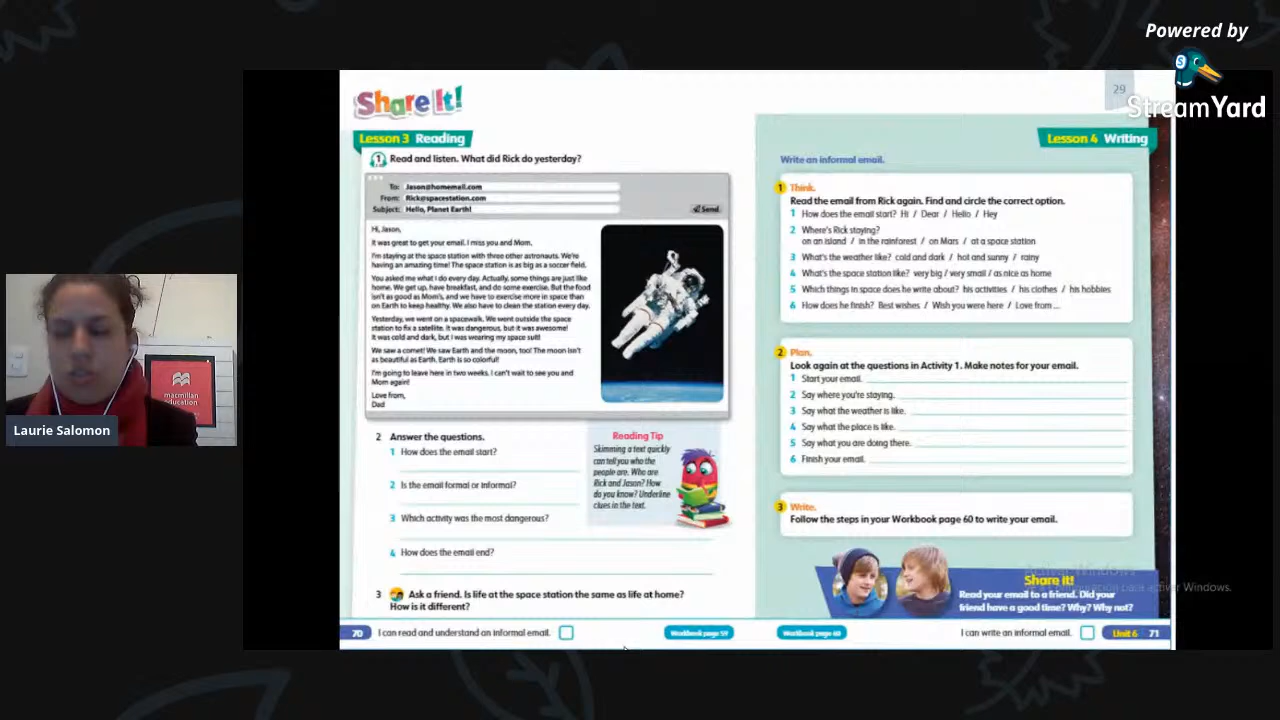 Powered by
StreamYard
29
Share It!
Lesson 3 Reading
1 Read and listen. What did Rick do yesterday?
To: Jason@homemail.com
From: Rick@spacestation.com
Subject: Hello, Planet Earth!
Send
Hi, Jason,
It was great to get your email. I miss you and Mom.
I'm staying at the space station with three other astronauts. We're
having an amazing time! The space station is as big as a soccer field.
You asked me what I do every day. Actually, some things are just like
home. We get up, have breakfast, and do some exercise. But the food
isn't as good as Mom's, and we have to exercise more in space than
on Earth to keep healthy. We also have to clean the station every day.
Yesterday, we went on a spacewalk. We went outside the space
station to fix a satellite. It was dangerous, but it was awesome!
It was cold and dark, but I was wearing my space suit!
We saw a comet! We saw Earth and the moon, too! The moon isn't
as beautiful as Earth. Earth is so colorful!
I'm going to leave here in two weeks. I can't wait to see you and
Mom again!
Love from,
Dad
2 Answer the questions.
1 How does the email start?
2 Is the email formal or informal?
3 Which activity was the most dangerous?
4 How does the email end?
Reading Tip
Skimming a text quickly
can tell you who the
people are. Who are
Rick and Jason? How
do you know? Underline
clues in the text.
3 Ask a friend. Is life at the space station the same as life at home?
How is it different?
70 I can read and understand an informal email.
Workbook page 59
Lesson 4 Writing
Write an informal email.
1 Think.
Read the email from Rick again. Find and circle the correct option.
1 How does the email start? Hi / Dear / Hello / Hey
2 Where's Rick staying?
on an island / in the rainforest / on Mars / at a space station
3 What's the weather like? cold and dark / hot and sunny / rainy
4 What's the space station like? very big / very small / as nice as home
5 Which things in space does he write about? his activities / his clothes / his hobbies
6 How does he finish? Best wishes / Wish you were here / Love from ...
2 Plan.
Look again at the questions in Activity 1. Make notes for your email.
1 Start your email.
2 Say where you're staying.
3 Say what the weather is like.
4 Say what the place is like.
5 Say what you are doing there.
6 Finish your email.
3 Write.
Follow the steps in your Workbook page 60 to write your email.
Share It!
Read your email to a friend. Did your
friend have a good time? Why? Why not?
Workbook page 60
I can write an informal email.
Unit 6 71
Activar Windows
para activar Windows.
macmillan
education
Laurie Salomon